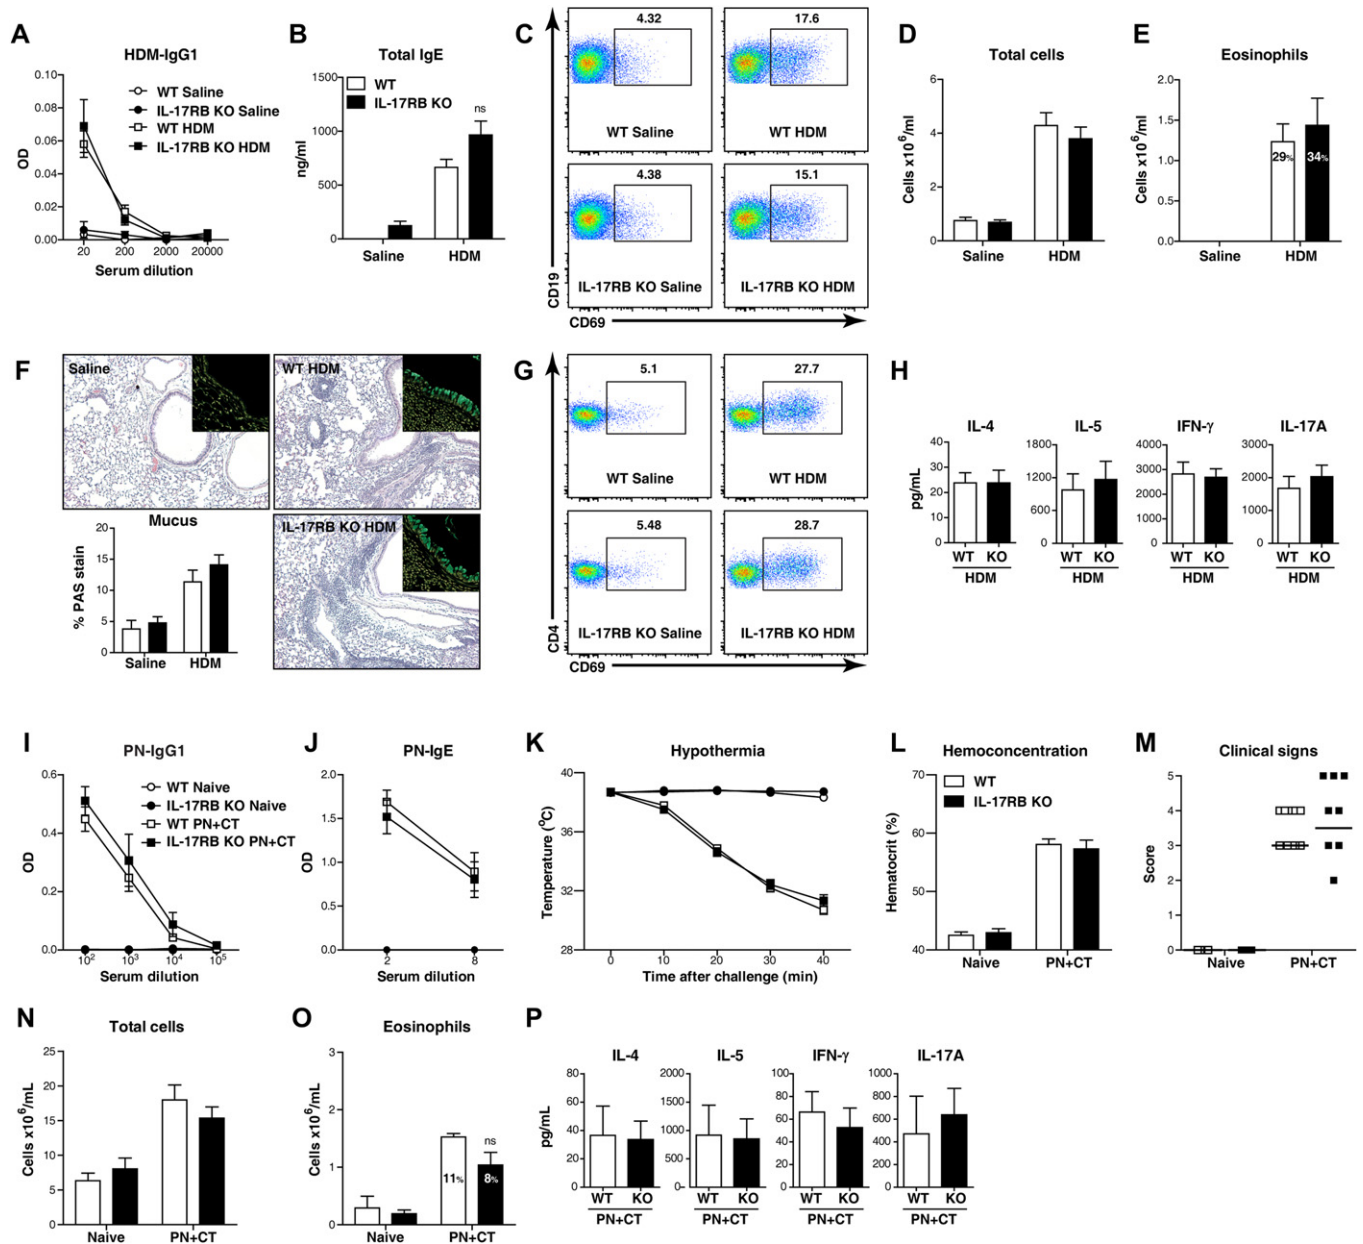 A
HDM-IgG1
0.10
0.08
0.06
0.04
0.02
0.00
OD
WT Saline
IL-17RB KO Saline
WT HDM
IL-17RB KO HDM
20 200 2000 20000
Serum dilution
B
Total IgE
1500
1000
500
0
ng/ml
WT
IL-17RB KO
ns
Saline HDM
C
4.32
WT Saline
17.6
WT HDM
4.38
IL-17RB KO Saline
15.1
IL-17RB KO HDM
CD19
CD69
D
Total cells
6
4
2
0
Cells x10⁶/ml
Saline HDM
E
Eosinophils
2.0
1.5
1.0
0.5
0.0
Cells x10⁶/ml
29% 34%
Saline HDM
F
Saline
WT HDM
IL-17RB KO HDM
Mucus
20
15
10
5
0
% PAS stain
Saline HDM
G
5.1
WT Saline
27.7
WT HDM
5.48
IL-17RB KO Saline
28.7
IL-17RB KO HDM
CD4
CD69
H
IL-4
40
30
20
10
0
pg/mL
WT KO
HDM
IL-5
1800
1200
600
0
WT KO
HDM
IFN-γ
4000
3000
2000
1000
0
WT KO
HDM
IL-17A
3000
2000
1000
0
WT KO
HDM
I
PN-IgG1
0.6
0.4
0.2
0.0
OD
WT Naive
IL-17RB KO Naive
WT PN+CT
IL-17RB KO PN+CT
10² 10³ 10⁴ 10⁵
Serum dilution
J
PN-IgE
2.0
1.5
1.0
0.5
0.0
OD
2 8
Serum dilution
K
Hypothermia
40
36
32
28
Temperature (⁰C)
0 10 20 30 40
Time after challenge (min)
L
Hemoconcentration
70
60
50
40
Hematocrit (%)
WT
IL-17RB KO
Naive PN+CT
M
Clinical signs
5
4
3
2
1
0
Score
Naive PN+CT
N
Total cells
25
20
15
10
5
0
Cells x10⁶/mL
Naive PN+CT
O
Eosinophils
3
2
1
0
Cells x10⁶/mL
ns
11% 8%
Naive PN+CT
P
IL-4
80
60
40
20
0
pg/mL
WT KO
PN+CT
IL-5
2000
1500
1000
500
0
WT KO
PN+CT
IFN-γ
100
80
60
40
20
0
WT KO
PN+CT
IL-17A
1000
800
600
400
200
0
WT KO
PN+CT